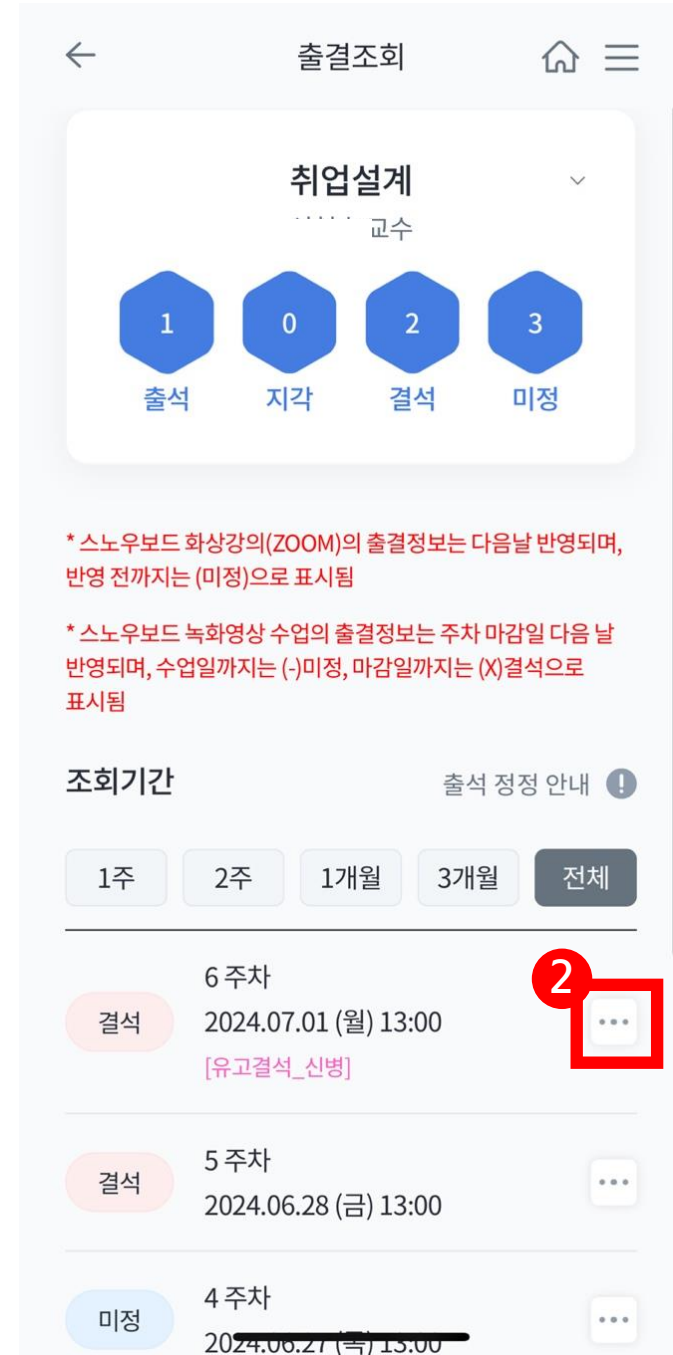 출결조회
취업설계
교수
1
0
2
3
출석
지각
결석
미정
* 스노우보드 화상강의(ZOOM)의 출결정보는 다음날 반영되며,
반영 전까지는 (미정)으로 표시됨
* 스노우보드 녹화영상 수업의 출결정보는 주차 마감일 다음 날
반영되며, 수업일까지는 (-)미정, 마감일까지는 (X)결석으로
표시됨
조회기간
출석 정정 안내 !
1주
2주
1개월
3개월
전체
6 주차
2
결석
2024.07.01 (월) 13:00
[유고결석_신병]
5 주차
결석
2024.06.28 (금) 13:00
4 주차
미정
2024.06.27 (목) 13:00